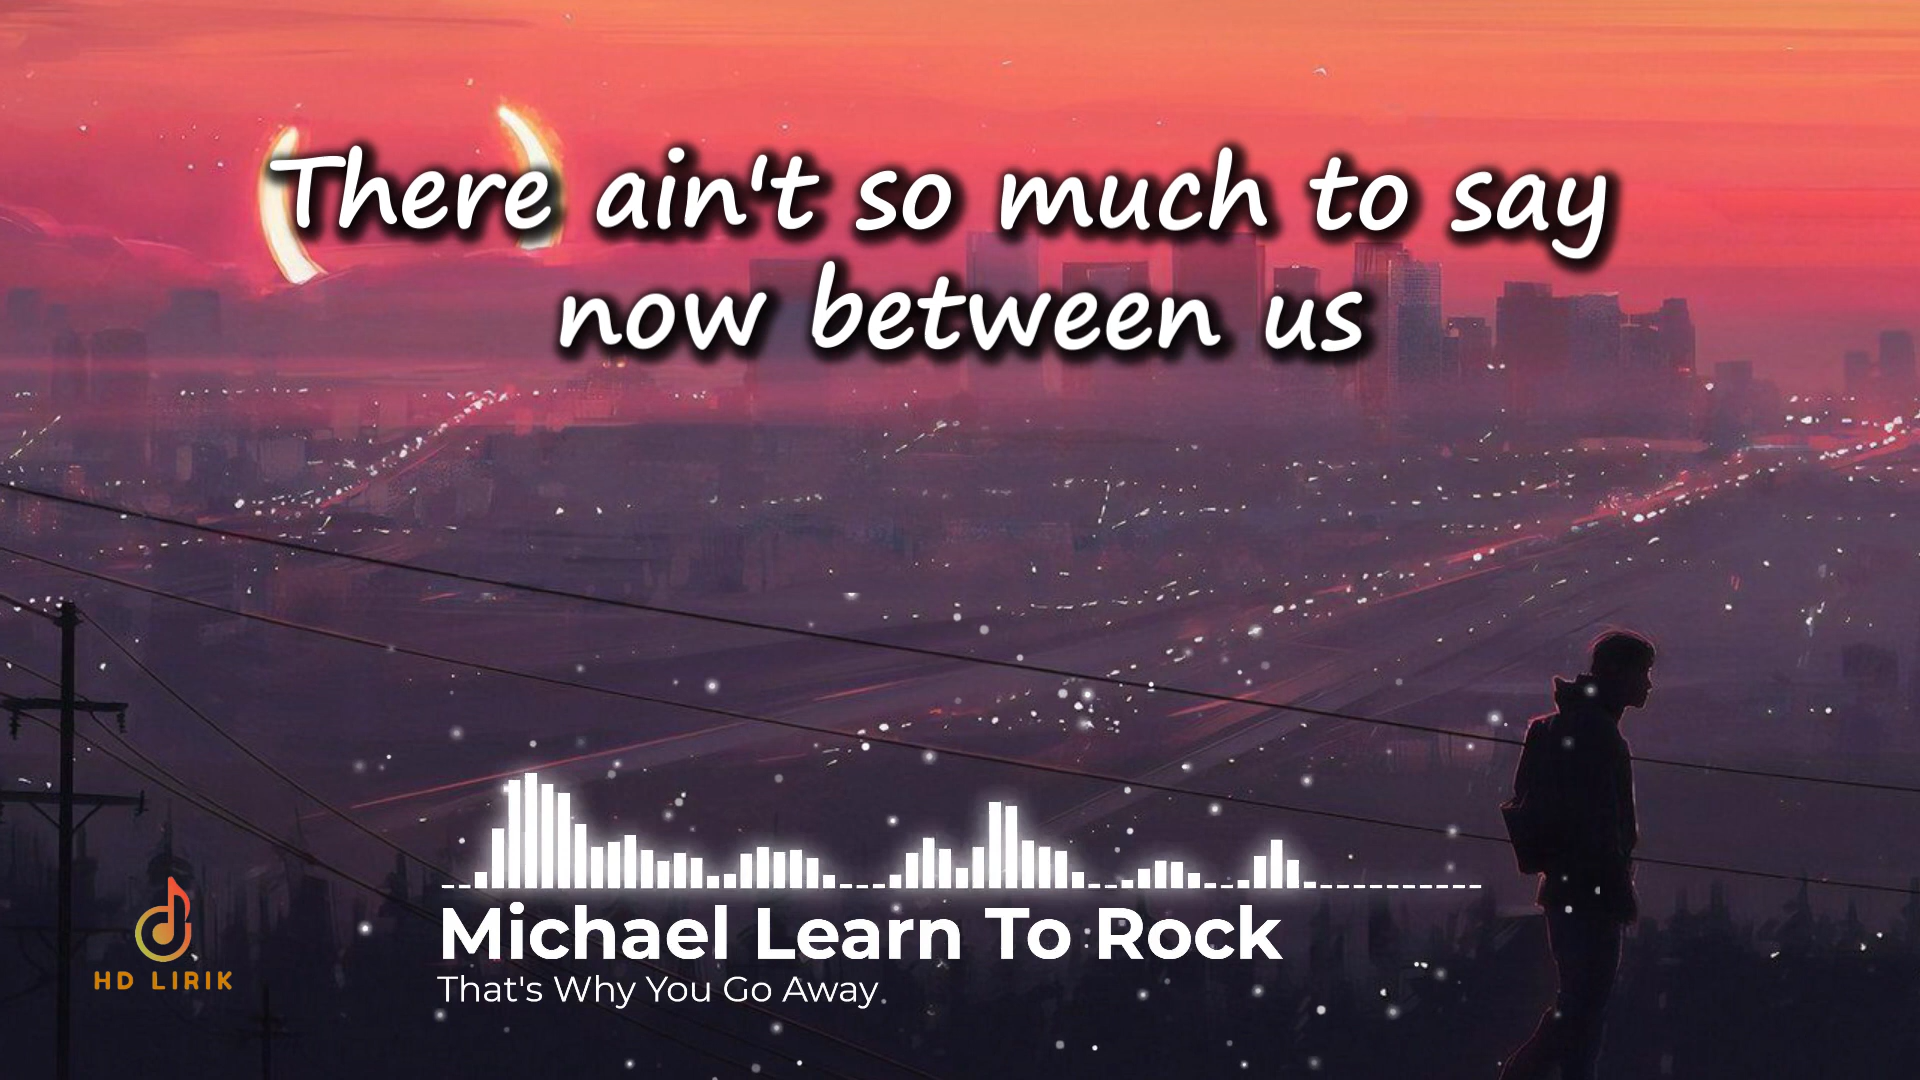 There ain't so much to say
now between us
Michael Learn To Rock
That's Why You Go Away
HD LIRIK